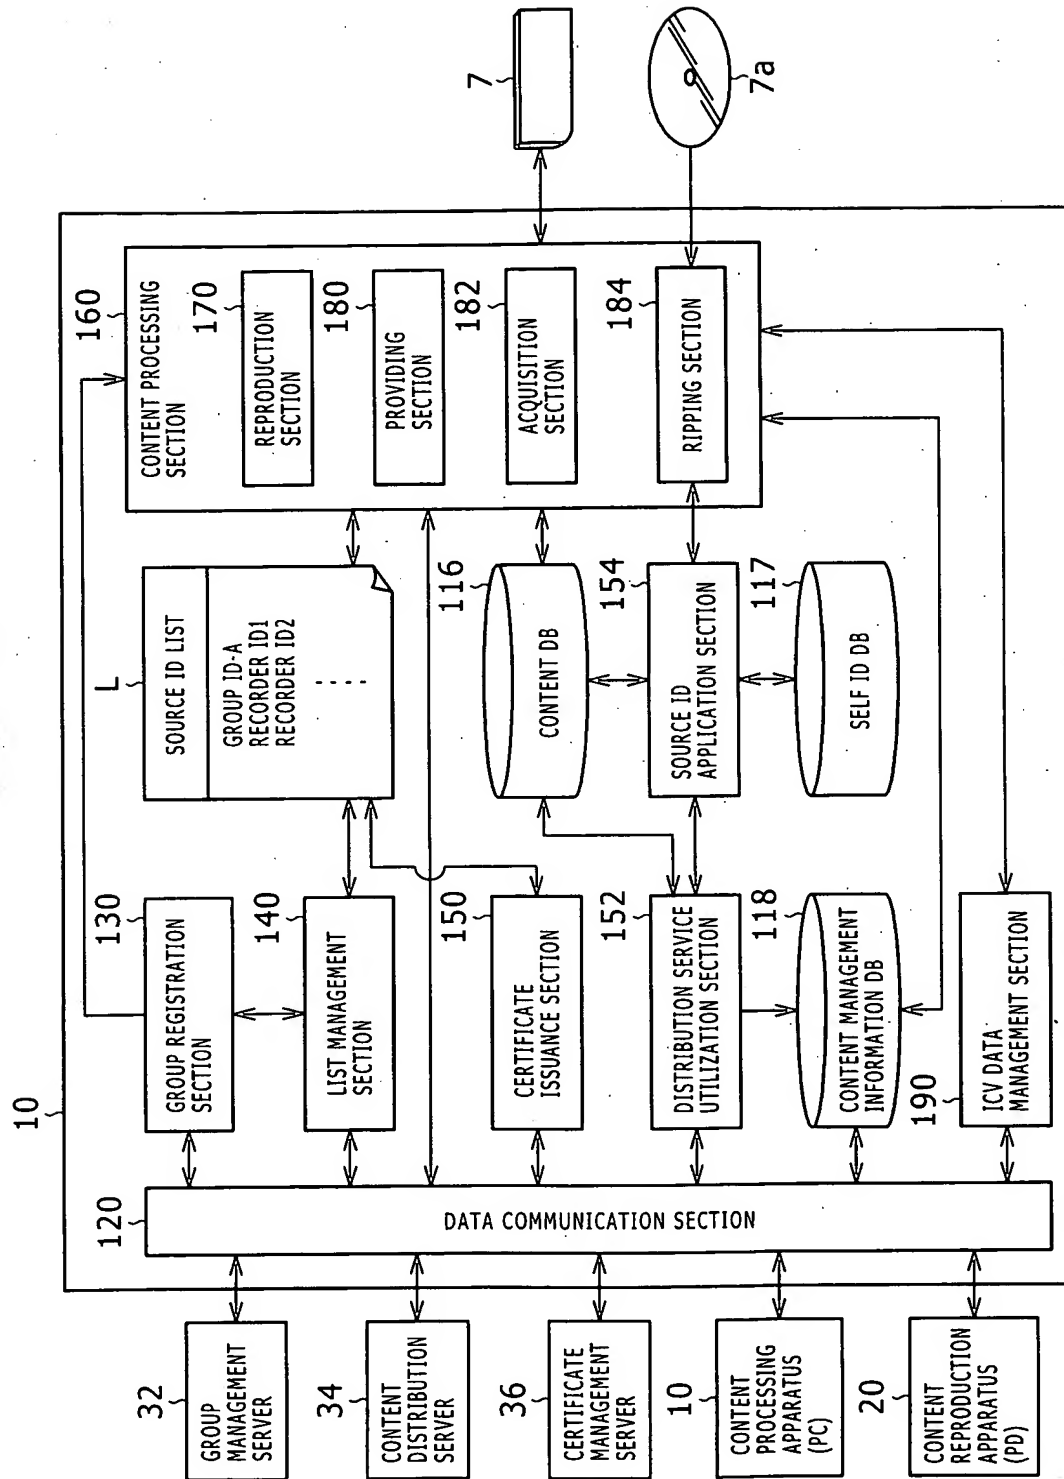 10
32
GROUP
MANAGEMENT
SERVER
34
CONTENT
DISTRIBUTION
SERVER
36
CERTIFICATE
MANAGEMENT
SERVER
10
CONTENT
PROCESSING
APPARATUS
(PC)
20
CONTENT
REPRODUCTION
APPARATUS
(PD)
120
DATA COMMUNICATION SECTION
130
GROUP REGISTRATION
SECTION
140
LIST MANAGEMENT
SECTION
150
CERTIFICATE
ISSUANCE SECTION
152
DISTRIBUTION SERVICE
UTILIZATION SECTION
118
CONTENT MANAGEMENT
INFORMATION DB
190
ICV DATA
MANAGEMENT SECTION
L
SOURCE ID LIST
GROUP ID-A
RECORDER ID1
RECORDER ID2
....
116
CONTENT DB
154
SOURCE ID
APPLICATION SECTION
117
SELF ID DB
160
CONTENT PROCESSING
SECTION
170
REPRODUCTION
SECTION
180
PROVIDING
SECTION
182
ACQUISITION
SECTION
184
RIPPING SECTION
7
7a